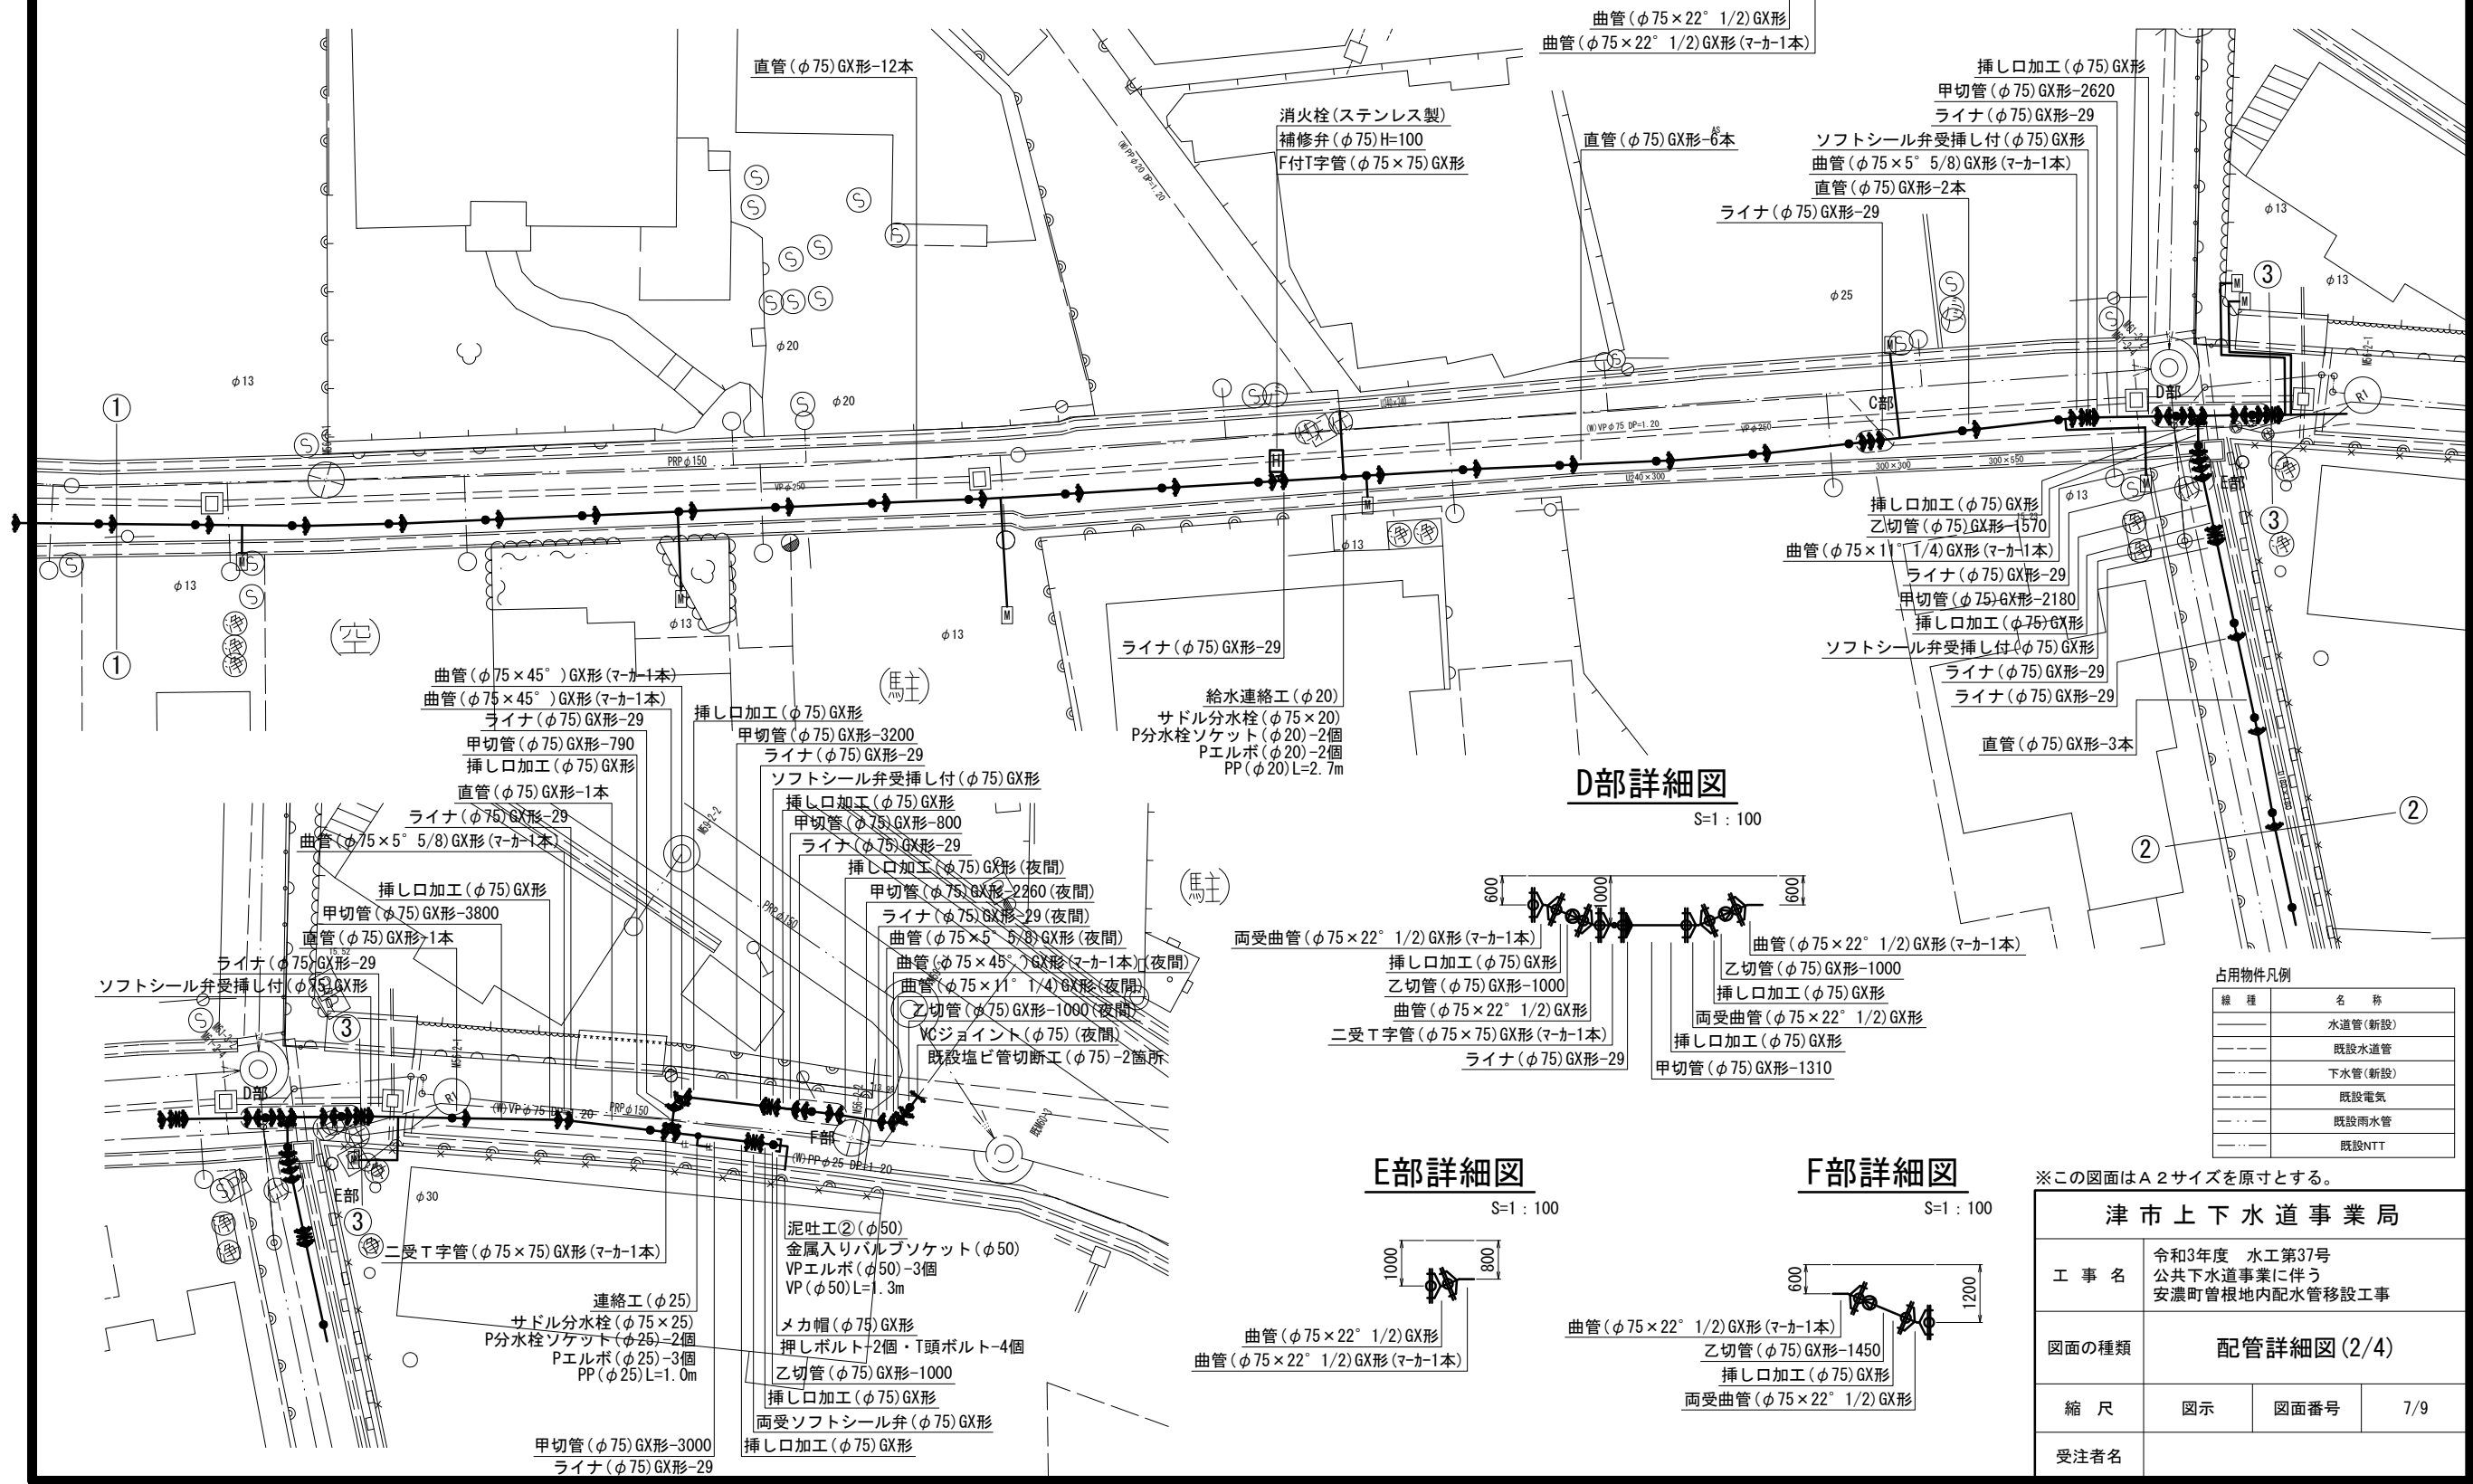 曲管(φ75×22°1/2)GX形
曲管(φ75×22°1/2)GX形(マーカー1本)
直管(φ75)GX形-12本
消火栓(ステンレス製)
補修弁(φ75)H=100
F付T字管(φ75×75)GX形
AS
直管(φ75)GX形-6本
挿し口加工(φ75)GX形
甲切管(φ75)GX形-2620
ライナ(φ75)GX形-29
ソフトシール弁受挿し付(φ75)GX形
曲管(φ75×5°5/8)GX形(マーカー1本)
直管(φ75)GX形-2本
ライナ(φ75)GX形-29
(W)PPφ20 DP=1.20
φ13
φ13
φ25
φ20
φ20
φ13
①
③
C部
D部
E部
R1
M56-2-1
PRPφ150
VPφ250
U240×240
(W)VPφ75 DP=1.20
VPφ250
300×300
300×550
U240×300
H
M
φ13
φ13
φ13
φ13
φ13
(空)
(駐)
(駐)
①
③
②
②
挿し口加工(φ75)GX形
乙切管(φ75)GX形-1570
曲管(φ75×11°1/4)GX形(マーカー1本)
ライナ(φ75)GX形-29
甲切管(φ75)GX形-2180
挿し口加工(φ75)GX形
ソフトシール弁受挿し付(φ75)GX形
ライナ(φ75)GX形-29
ライナ(φ75)GX形-29
直管(φ75)GX形-3本
ライナ(φ75)GX形-29
給水連絡工(φ20)
サドル分水栓(φ75×20)
P分水栓ソケット(φ20)-2個
Pエルボ(φ20)-2個
PP(φ20)L=2.7m
曲管(φ75×45°)GX形(マーカー1本)
曲管(φ75×45°)GX形(マーカー1本)
ライナ(φ75)GX形-29
甲切管(φ75)GX形-790
挿し口加工(φ75)GX形
直管(φ75)GX形-1本
ライナ(φ75)GX形-29
曲管(φ75×5°5/8)GX形(マーカー1本)
挿し口加工(φ75)GX形
甲切管(φ75)GX形-3800
直管(φ75)GX形-1本
15.52
ライナ(φ75)GX形-29
ソフトシール弁受挿し付(φ75)GX形
挿し口加工(φ75)GX形
甲切管(φ75)GX形-3200
ライナ(φ75)GX形-29
ソフトシール弁受挿し付(φ75)GX形
挿し口加工(φ75)GX形
甲切管(φ75)GX形-800
ライナ(φ75)GX形-29
挿し口加工(φ75)GX形(夜間)
甲切管(φ75)GX形-2260(夜間)
ライナ(φ75)GX形-29(夜間)
曲管(φ75×5°5/8)GX形(夜間)
曲管(φ75×45°)GX形(マーカー1本)(夜間)
曲管(φ75×11°1/4)GX形(夜間)
乙切管(φ75)GX形-1000(夜間)
VCジョイント(φ75)(夜間)
既設塩ビ管切断工(φ75)-2箇所
M59-2-2
PRPφ150
③
D部
M56-2-1
R1
(W)VPφ75 DP=1.20
PRPφ150
M56-2-2
F部
(W)PPφ25 DP=1.20
既M60-3
E部
③
φ30
二受T字管(φ75×75)GX形(マーカー1本)
連絡工(φ25)
サドル分水栓(φ75×25)
P分水栓ソケット(φ25)-2個
Pエルボ(φ25)-3個
PP(φ25)L=1.0m
甲切管(φ75)GX形-3000
ライナ(φ75)GX形-29
泥吐工②(φ50)
金属入りバルブソケット(φ50)
VPエルボ(φ50)-3個
VP(φ50)L=1.3m
メカ帽(φ75)GX形
押しボルト-2個・T頭ボルト-4個
乙切管(φ75)GX形-1000
挿し口加工(φ75)GX形
両受ソフトシール弁(φ75)GX形
挿し口加工(φ75)GX形
D部詳細図
S=1:100
600
1000
600
両受曲管(φ75×22°1/2)GX形(マーカー1本)
挿し口加工(φ75)GX形
乙切管(φ75)GX形-1000
曲管(φ75×22°1/2)GX形
二受T字管(φ75×75)GX形(マーカー1本)
ライナ(φ75)GX形-29
曲管(φ75×22°1/2)GX形(マーカー1本)
乙切管(φ75)GX形-1000
挿し口加工(φ75)GX形
両受曲管(φ75×22°1/2)GX形
挿し口加工(φ75)GX形
甲切管(φ75)GX形-1310
E部詳細図
S=1:100
1000
800
曲管(φ75×22°1/2)GX形
曲管(φ75×22°1/2)GX形(マーカー1本)
F部詳細図
S=1:100
600
1200
曲管(φ75×22°1/2)GX形(マーカー1本)
乙切管(φ75)GX形-1450
挿し口加工(φ75)GX形
両受曲管(φ75×22°1/2)GX形
占用物件凡例
線種 名称
水道管(新設)
既設水道管
下水管(新設)
既設電気
既設雨水管
既設NTT
※この図面はA2サイズを原寸とする。
津市上下水道事業局
工事名 令和3年度 水工第37号
公共下水道事業に伴う
安濃町曽根地内配水管移設工事
図面の種類 配管詳細図(2/4)
縮尺 図示 図面番号 7/9
受注者名